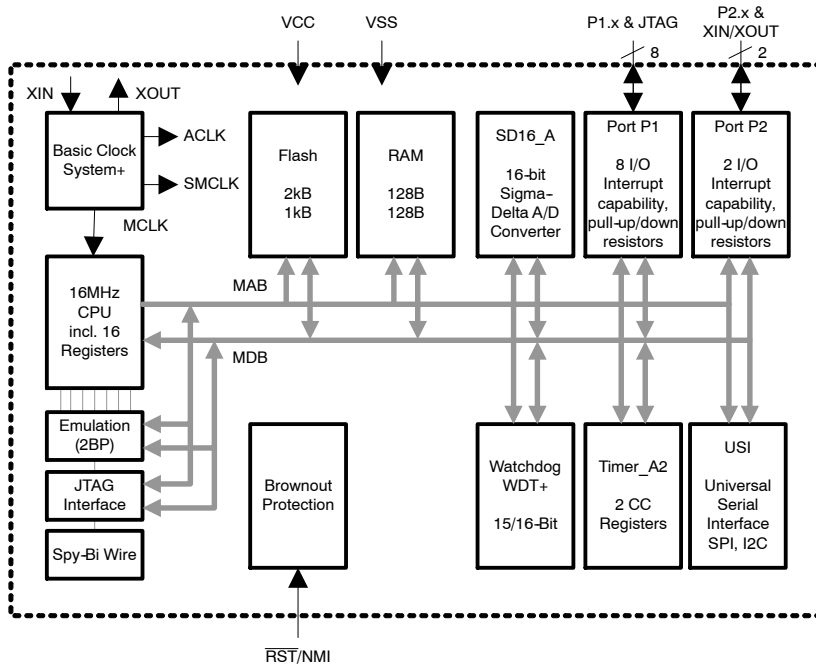 VCC
VSS
P1.x & JTAG
8
P2.x &
XIN/XOUT
2
XIN
XOUT
Basic Clock
System+
ACLK
SMCLK
MCLK
Flash
2kB
1kB
RAM
128B
128B
SD16_A
16-bit
Sigma-
Delta A/D
Converter
Port P1
8 I/O
Interrupt
capability,
pull-up/down
resistors
Port P2
2 I/O
Interrupt
capability,
pull-up/down
resistors
16MHz
CPU
incl. 16
Registers
MAB
MDB
Emulation
(2BP)
JTAG
Interface
Spy-Bi Wire
Brownout
Protection
Watchdog
WDT+
15/16-Bit
Timer_A2
2 CC
Registers
USI
Universal
Serial
Interface
SPI, I2C
RST/NMI